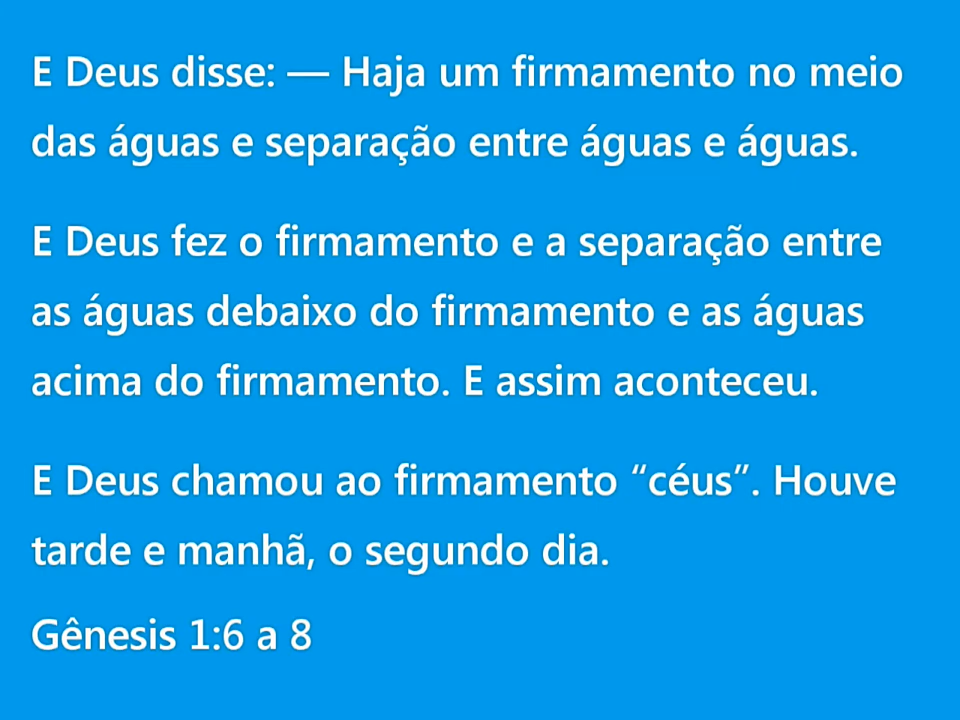 E Deus disse: — Haja um firmamento no meio
das águas e separação entre águas e águas.
E Deus fez o firmamento e a separação entre
as águas debaixo do firmamento e as águas
acima do firmamento. E assim aconteceu.
E Deus chamou ao firmamento “céus”. Houve
tarde e manhã, o segundo dia.
Gênesis 1:6 a 8